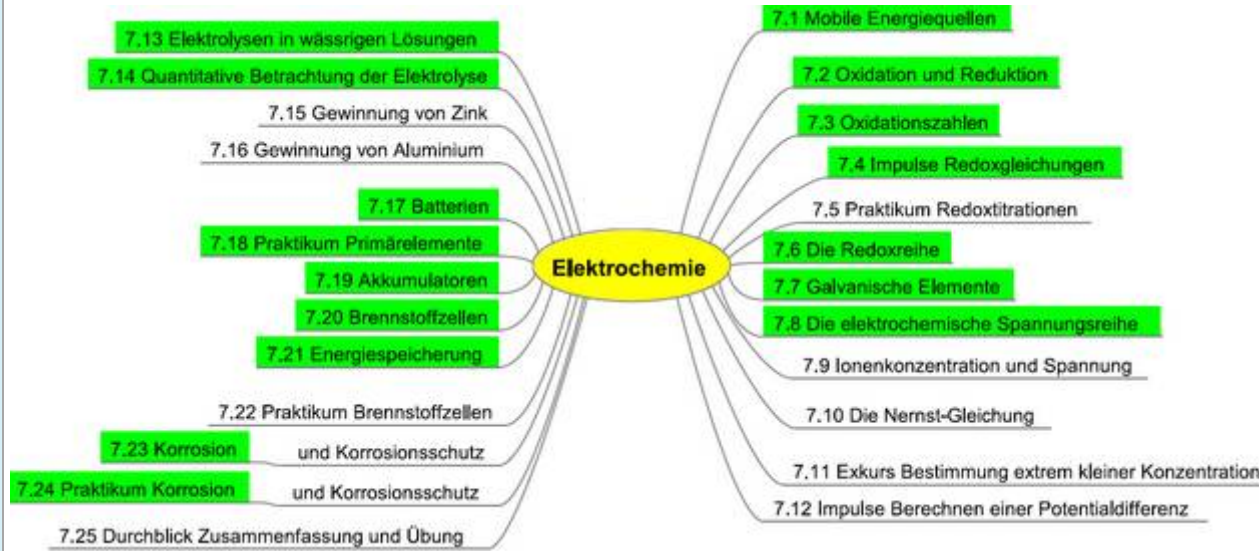 7.13 Elektrolysen in wässrigen Lösungen
7.14 Quantitative Betrachtung der Elektrolyse
7.15 Gewinnung von Zink
7.16 Gewinnung von Aluminium
7.17 Batterien
7.18 Praktikum Primärelemente
7.19 Akkumulatoren
7.20 Brennstoffzellen
7.21 Energiespeicherung
7.22 Praktikum Brennstoffzellen
7.23 Korrosion und Korrosionsschutz
7.24 Praktikum Korrosion und Korrosionsschutz
7.25 Durchblick Zusammenfassung und Übung
Elektrochemie
7.1 Mobile Energiequellen
7.2 Oxidation und Reduktion
7.3 Oxidationszahlen
7.4 Impulse Redoxgleichungen
7.5 Praktikum Redoxtitrationen
7.6 Die Redoxreihe
7.7 Galvanische Elemente
7.8 Die elektrochemische Spannungsreihe
7.9 Ionenkonzentration und Spannung
7.10 Die Nernst-Gleichung
7.11 Exkurs Bestimmung extrem kleiner Konzentration
7.12 Impulse Berechnen einer Potentialdifferenz